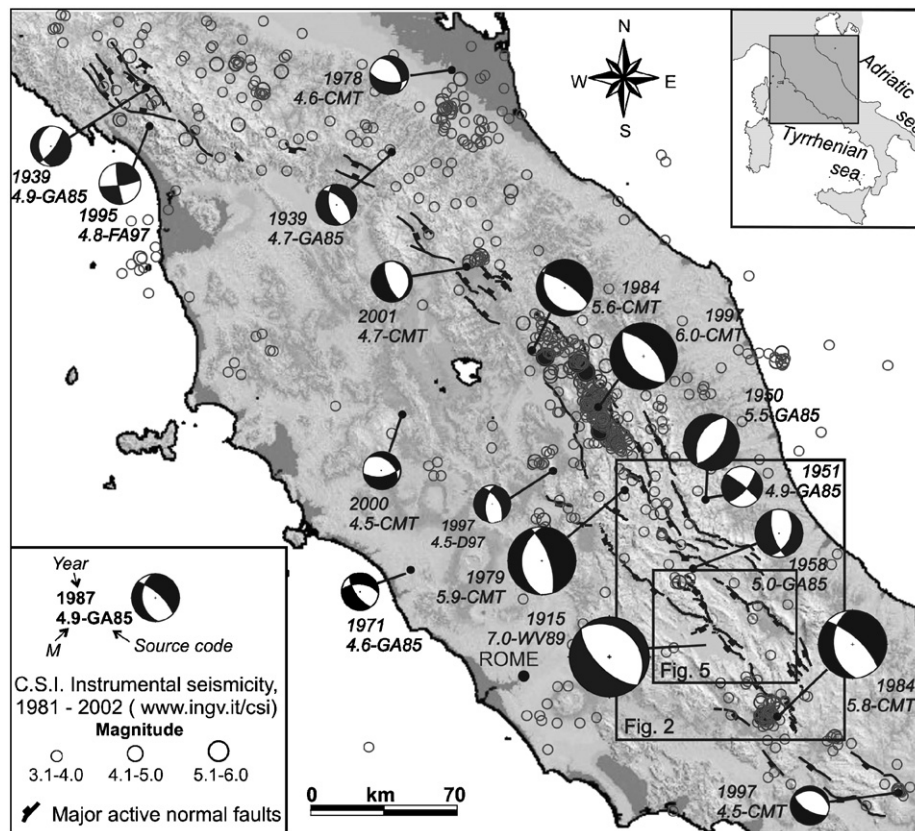 N
W E
S
Adriatic
sea
Tyrrhenian
sea
1978
4.6-CMT
1939
4.9-GA85
1995
4.8-FA97
1939
4.7-GA85
2001
4.7-CMT
1984
5.6-CMT
1997
6.0-CMT
1950
5.5-GA85
1951
4.9-GA85
2000
4.5-CMT
1997
4.5-D97
1979
5.9-CMT
1958
5.0-GA85
1971
4.6-GA85
1915
7.0-WV89
ROME
Fig. 5
Fig. 2
1984
5.8-CMT
1997
4.5-CMT
Year
1987
4.9-GA85
M Source code
C.S.I. Instrumental seismicity,
1981 - 2002 ( www.ingv.it/csi)
Magnitude
3.1-4.0 4.1-5.0 5.1-6.0
Major active normal faults
0 km 70